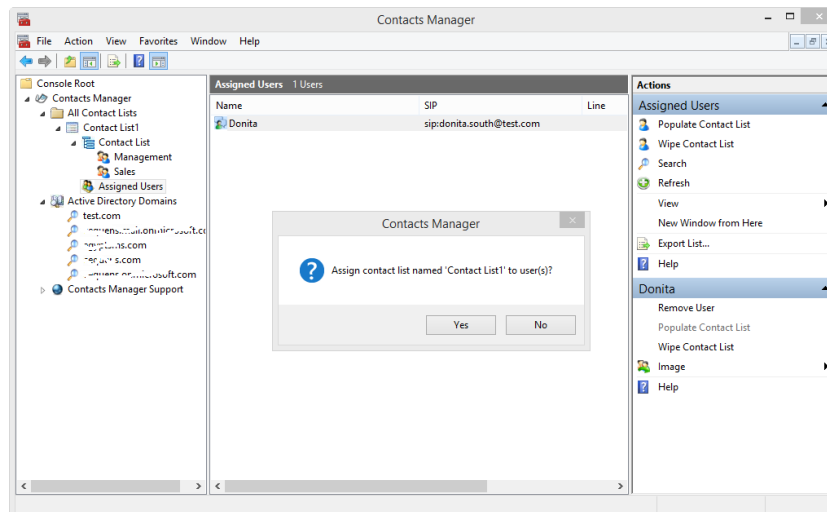 Contacts Manager
File Action View Favorites Window Help
Console Root
Contacts Manager
All Contact Lists
Contact List1
Contact List
Management
Sales
Assigned Users
Active Directory Domains
test.com
Contacts Manager Support
Assigned Users 1 Users
Name SIP Line
Donita sip:donita.south@test.com
Contacts Manager
Assign contact list named 'Contact List1' to user(s)?
Yes No
Actions
Assigned Users
Populate Contact List
Wipe Contact List
Search
Refresh
View
New Window from Here
Export List...
Help
Donita
Remove User
Populate Contact List
Wipe Contact List
Image
Help